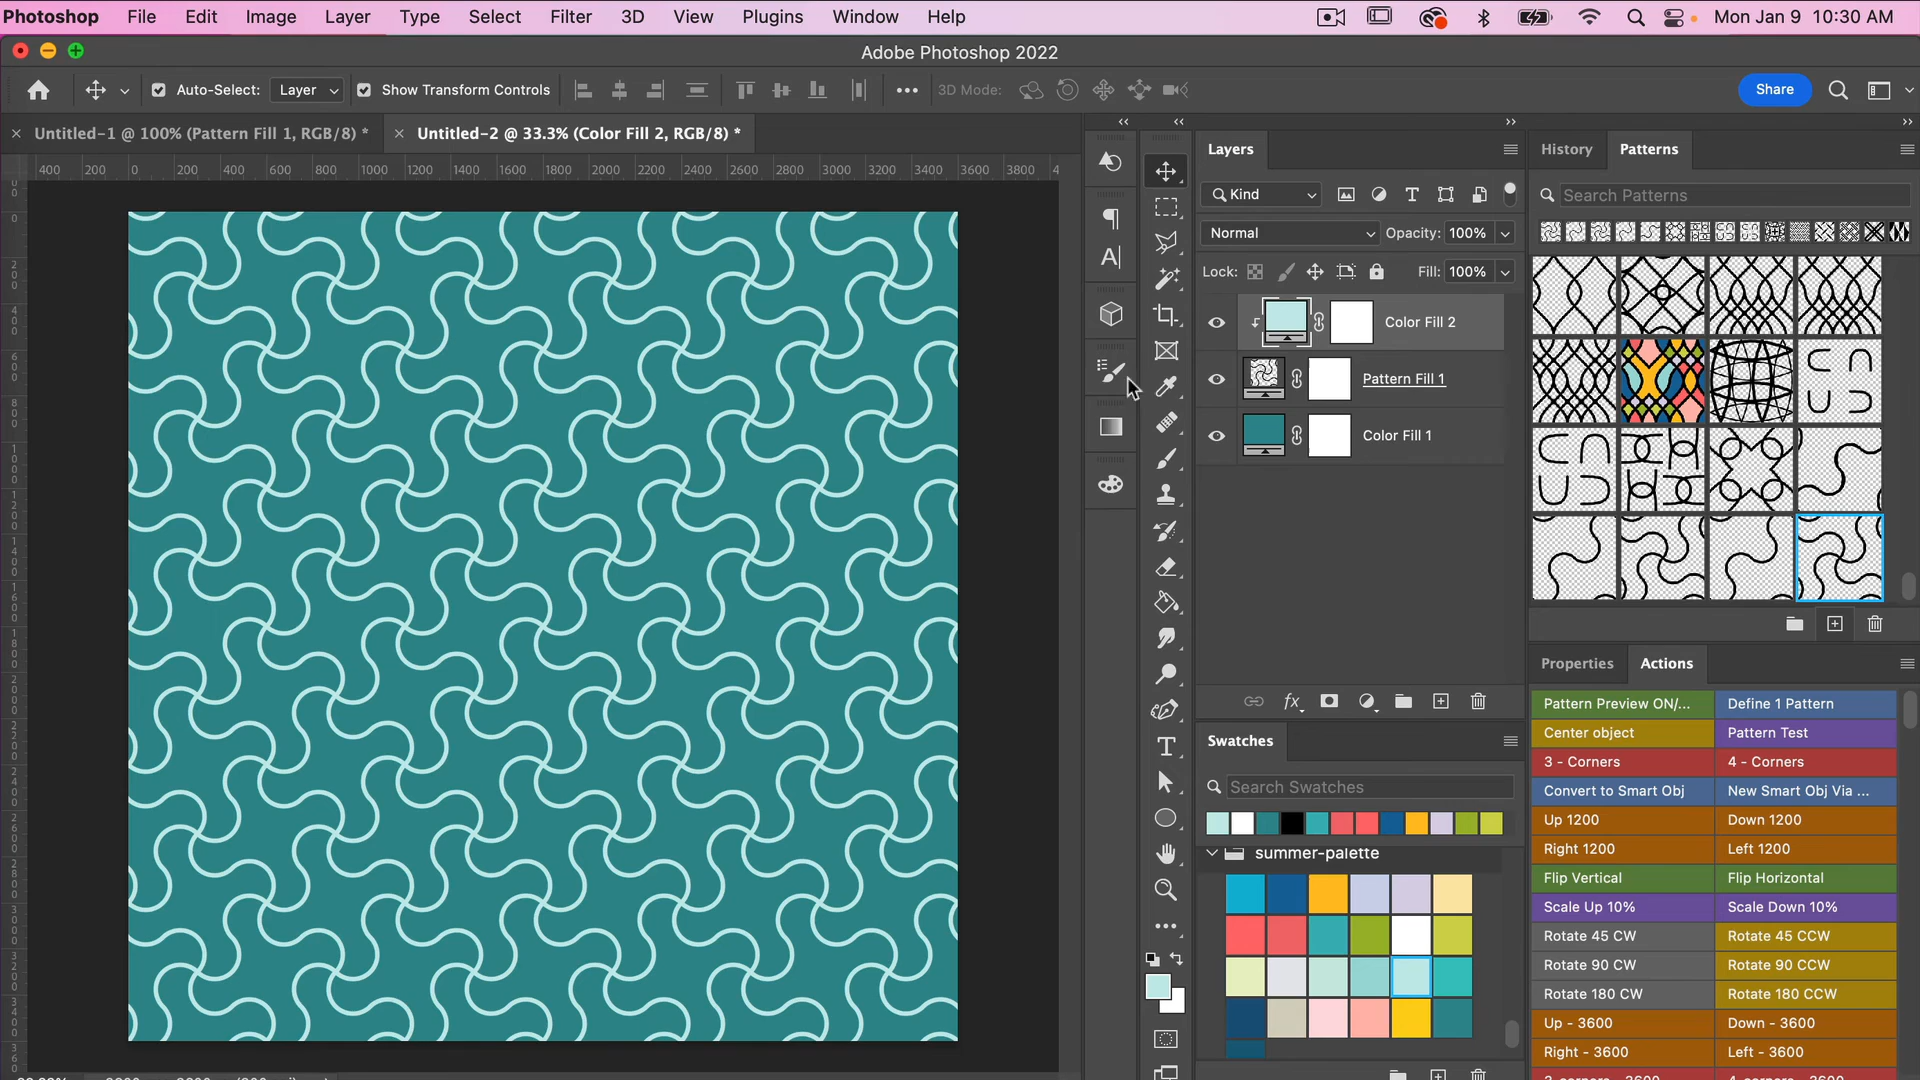 Photoshop File Edit Image Layer Type Select Filter 3D View Plugins Window Help Mon Jan 9 10:30 AM
Adobe Photoshop 2022
Auto-Select: Layer Show Transform Controls 3D Mode: Share
Untitled-1 @ 100% (Pattern Fill 1, RGB/8) * Untitled-2 @ 33.3% (Color Fill 2, RGB/8) *
400 200 0 200 400 600 800 1000 1200 1400 1600 1800 2000 2200 2400 2600 2800 3000 3200 3400 3600 3800
Layers
Kind
Normal Opacity: 100%
Lock: Fill: 100%
Color Fill 2
Pattern Fill 1
Color Fill 1
fx
Swatches
Search Swatches
summer-palette
History Patterns
Search Patterns
Properties Actions
Pattern Preview ON/... Define 1 Pattern
Center object Pattern Test
3 - Corners 4 - Corners
Convert to Smart Obj New Smart Obj Via ...
Up 1200 Down 1200
Right 1200 Left 1200
Flip Vertical Flip Horizontal
Scale Up 10% Scale Down 10%
Rotate 45 CW Rotate 45 CCW
Rotate 90 CW Rotate 90 CCW
Rotate 180 CW Rotate 180 CCW
Up - 3600 Down - 3600
Right - 3600 Left - 3600